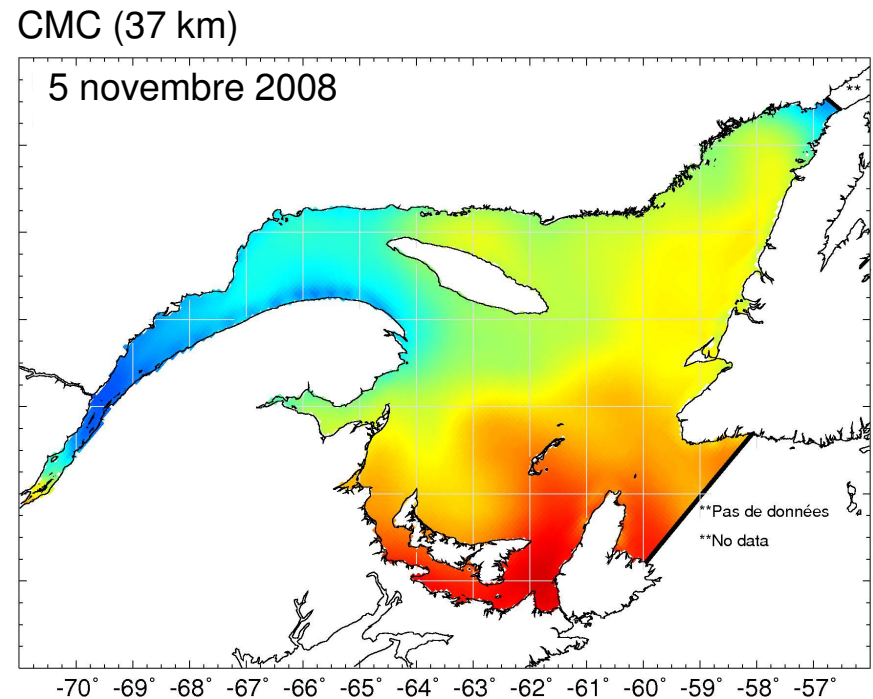 CMC (37 km)
5 novembre 2008
**
**Pas de données
**No data
-70° -69° -68° -67° -66° -65° -64° -63° -62° -61° -60° -59° -58° -57°